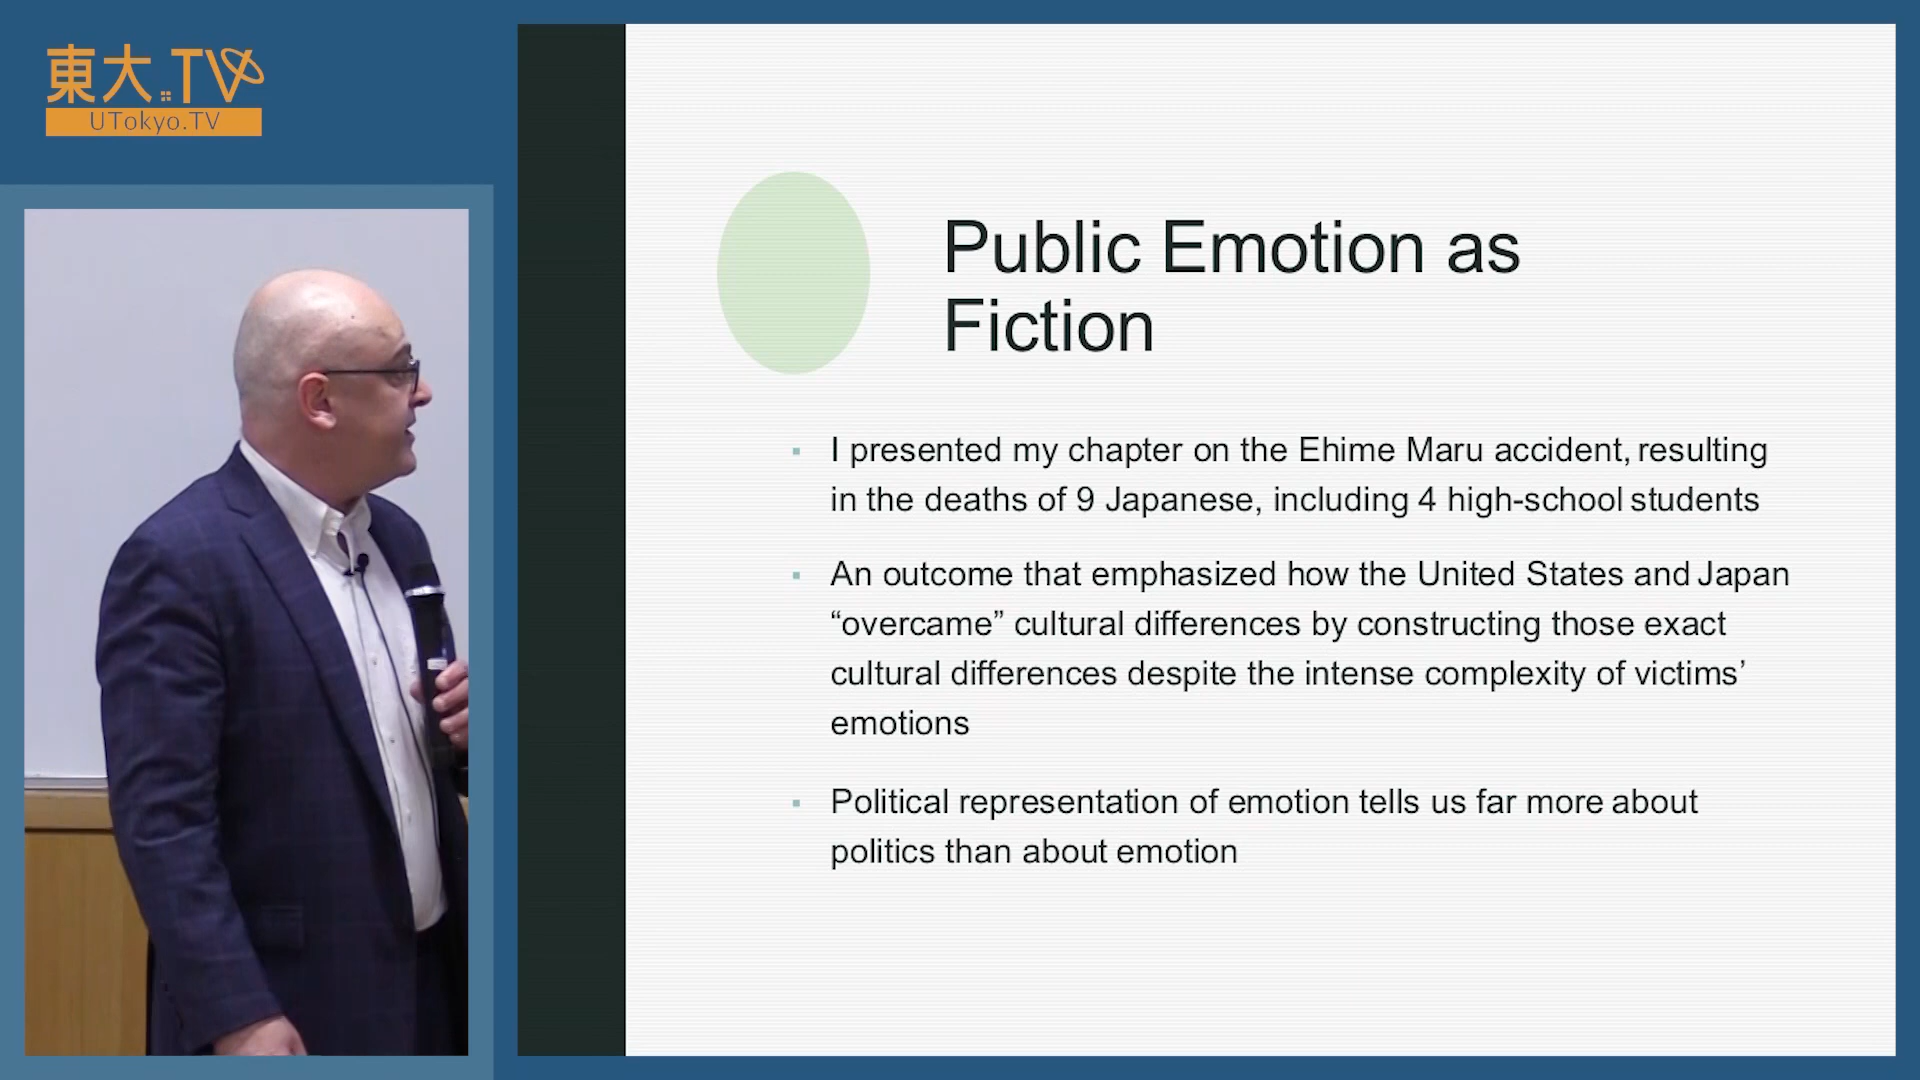 東大.TV
UTokyo.TV
Public Emotion as
Fiction
I presented my chapter on the Ehime Maru accident, resulting
in the deaths of 9 Japanese, including 4 high-school students
An outcome that emphasized how the United States and Japan
“overcame” cultural differences by constructing those exact
cultural differences despite the intense complexity of victims’
emotions
Political representation of emotion tells us far more about
politics than about emotion